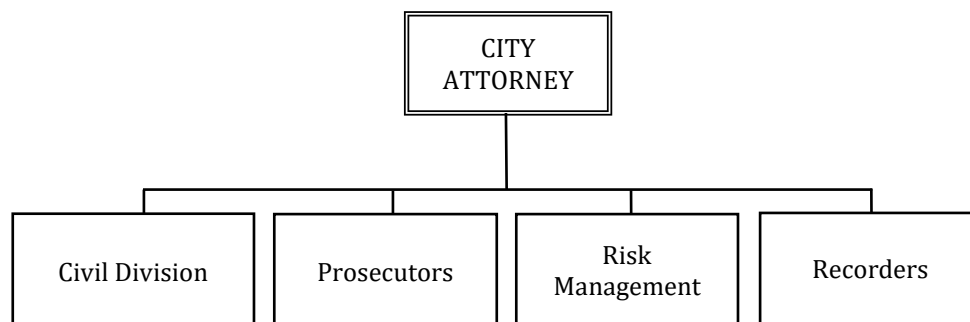 CITY
ATTORNEY
Civil Division
Prosecutors
Risk
Management
Recorders